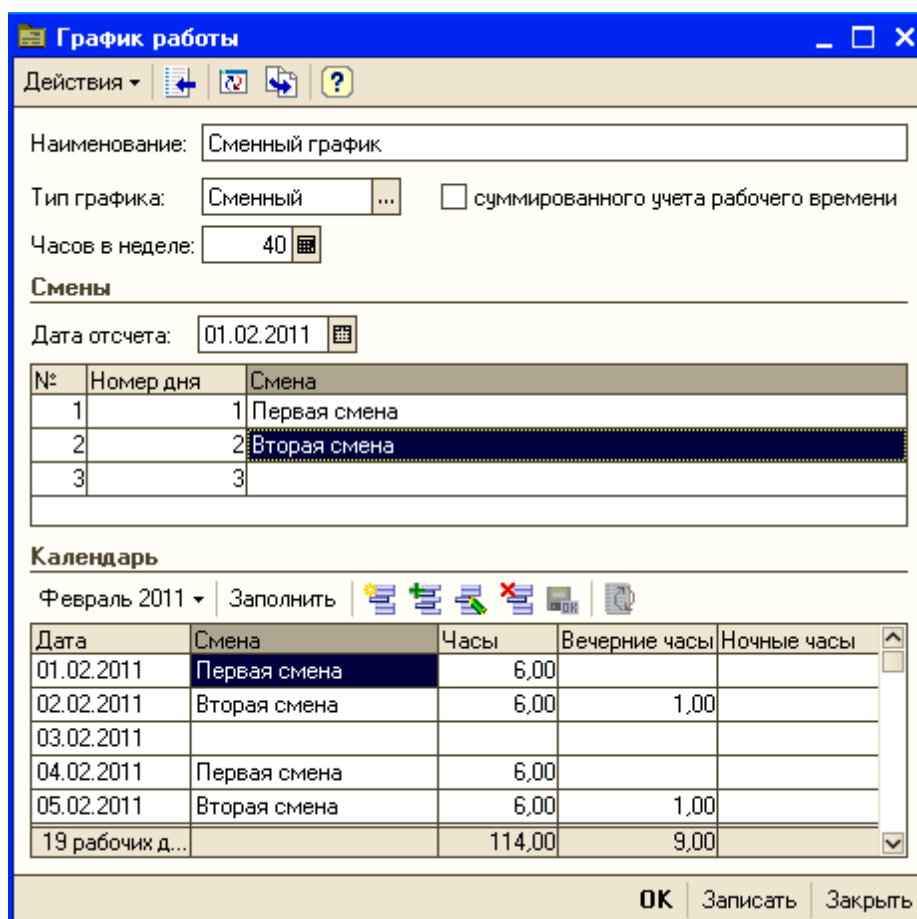 График работы
Действия
Наименование: Сменный график
Тип графика: Сменный ... суммированного учета рабочего времени
Часов в неделе: 40
Смены
Дата отсчета: 01.02.2011
№ Номер дня Смена
1 1 Первая смена
2 2 Вторая смена
3 3
Календарь
Февраль 2011 Заполнить
Дата Смена Часы Вечерние часы Ночные часы
01.02.2011 Первая смена 6,00
02.02.2011 Вторая смена 6,00 1,00
03.02.2011
04.02.2011 Первая смена 6,00
05.02.2011 Вторая смена 6,00 1,00
19 рабочих д... 114,00 9,00
OK Записать Закрыть